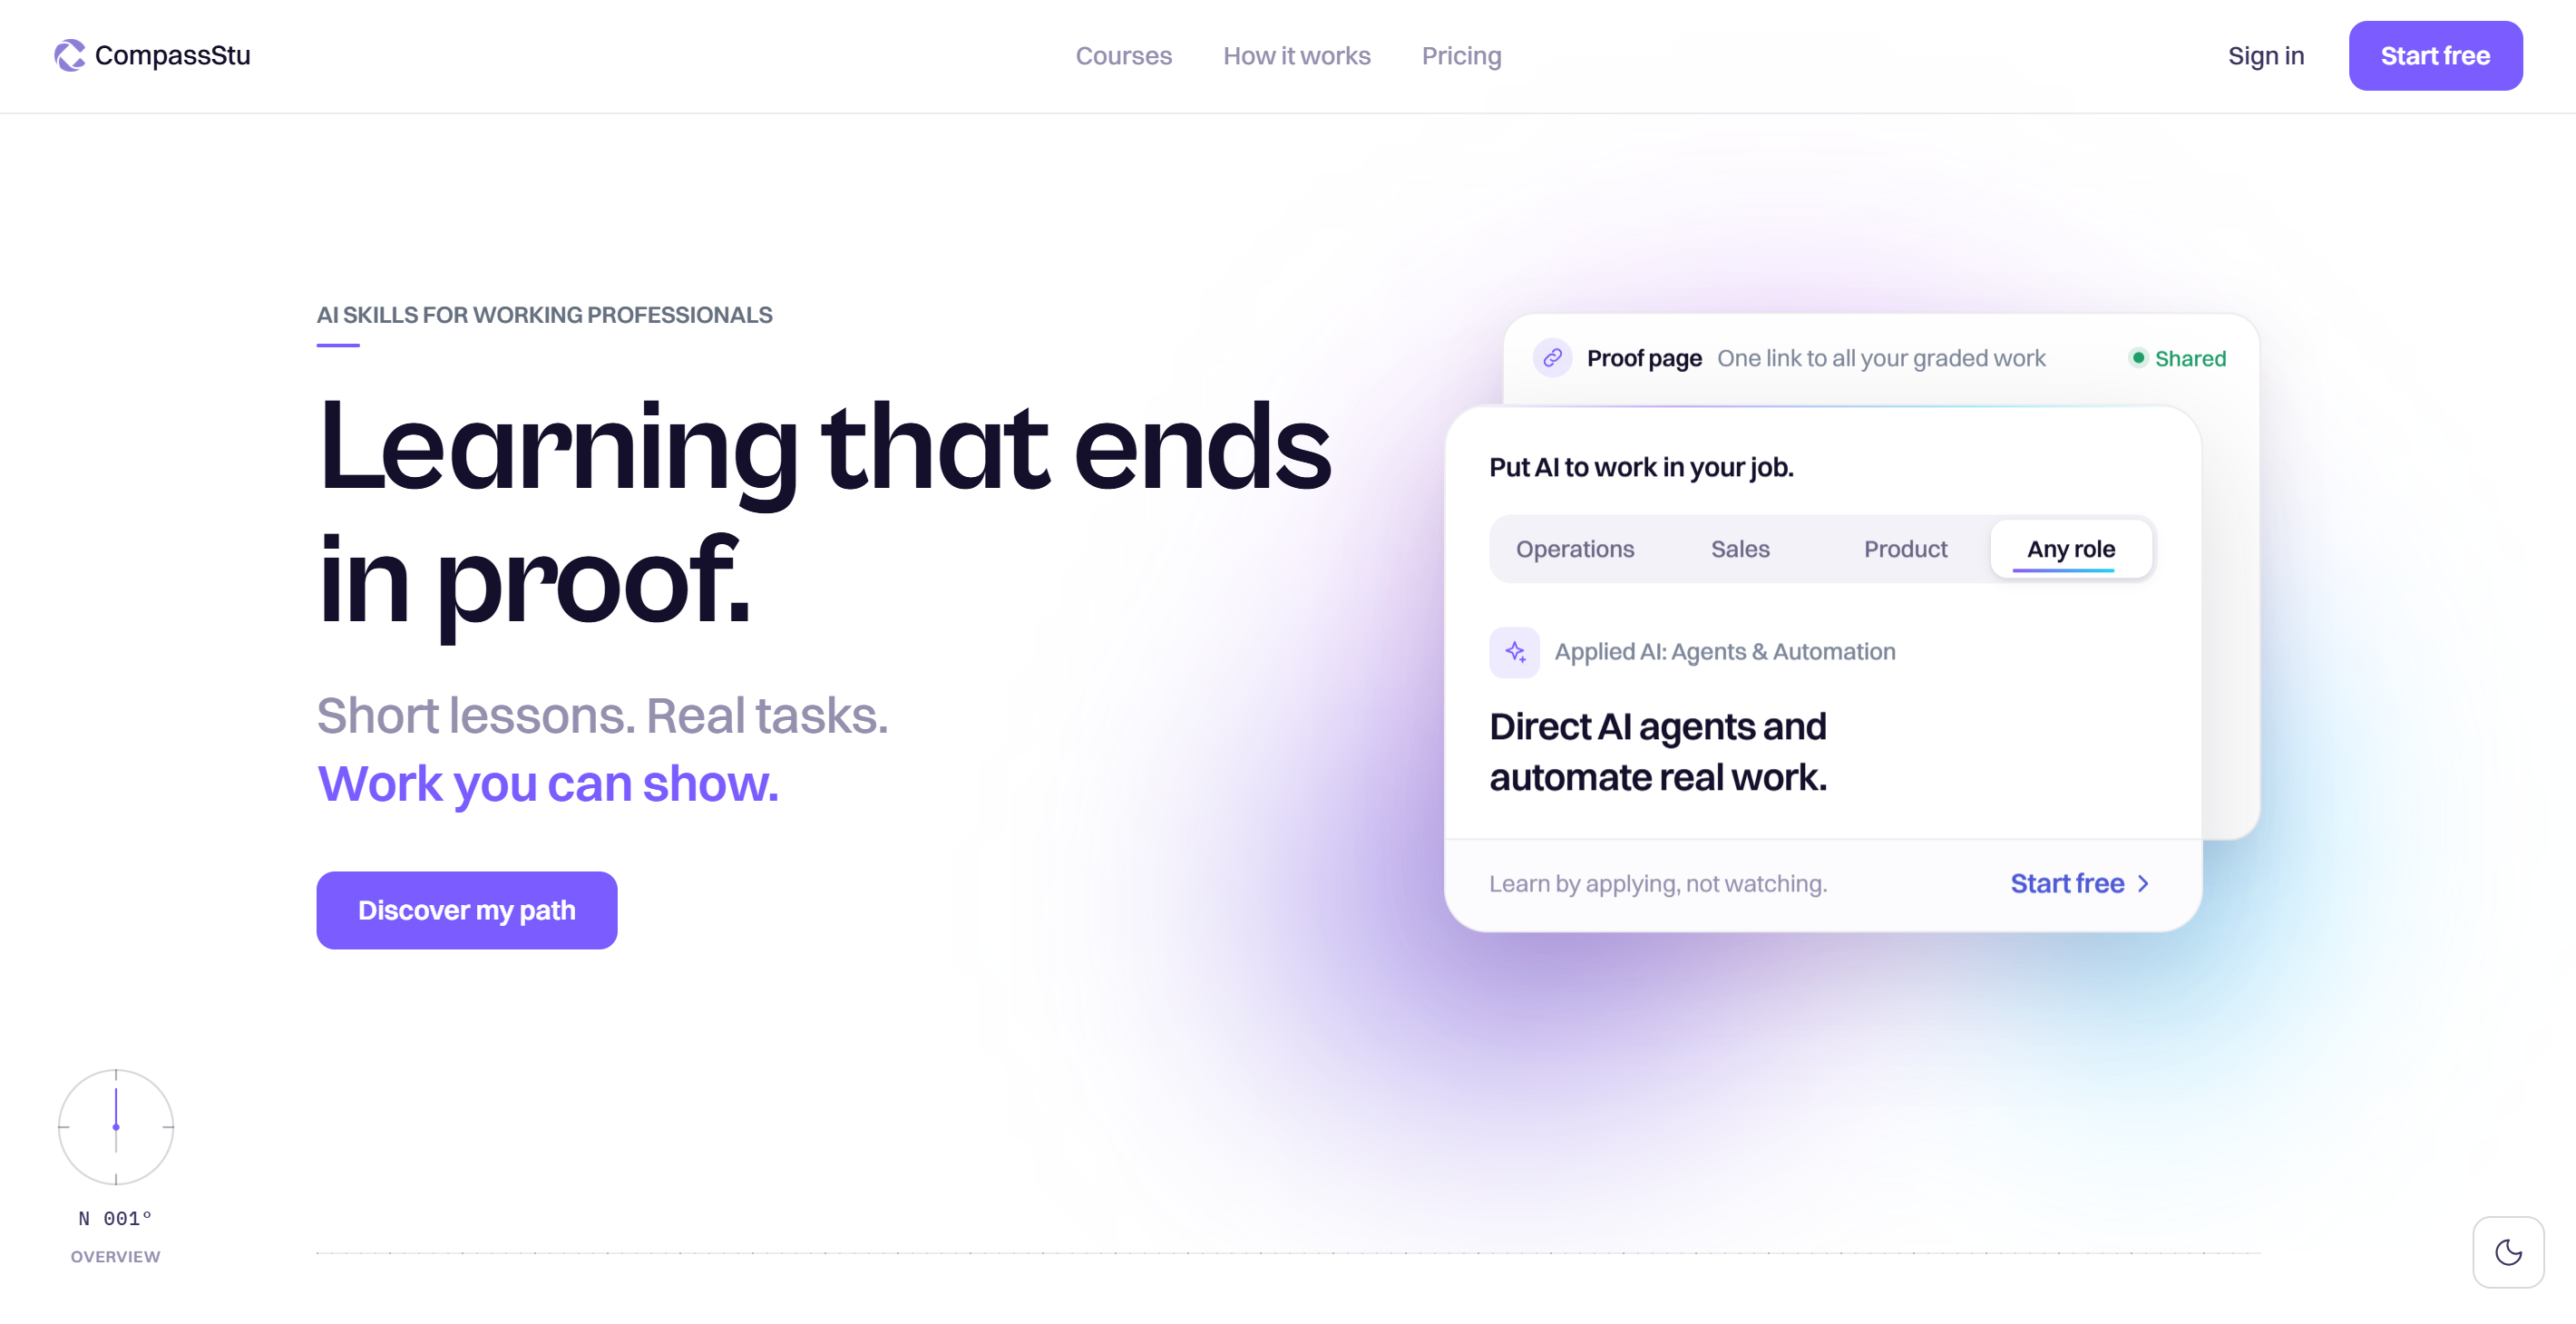 CompassStu
Courses
How it works
Pricing
Sign in
Start free
AI SKILLS FOR WORKING PROFESSIONALS
Learning that ends
in proof.
Short lessons. Real tasks.
Work you can show.
Discover my path
Proof page One link to all your graded work
Shared
Put AI to work in your job.
Operations
Sales
Product
Any role
Applied AI: Agents & Automation
Direct AI agents and
automate real work.
Learn by applying, not watching.
Start free
N 001°
OVERVIEW